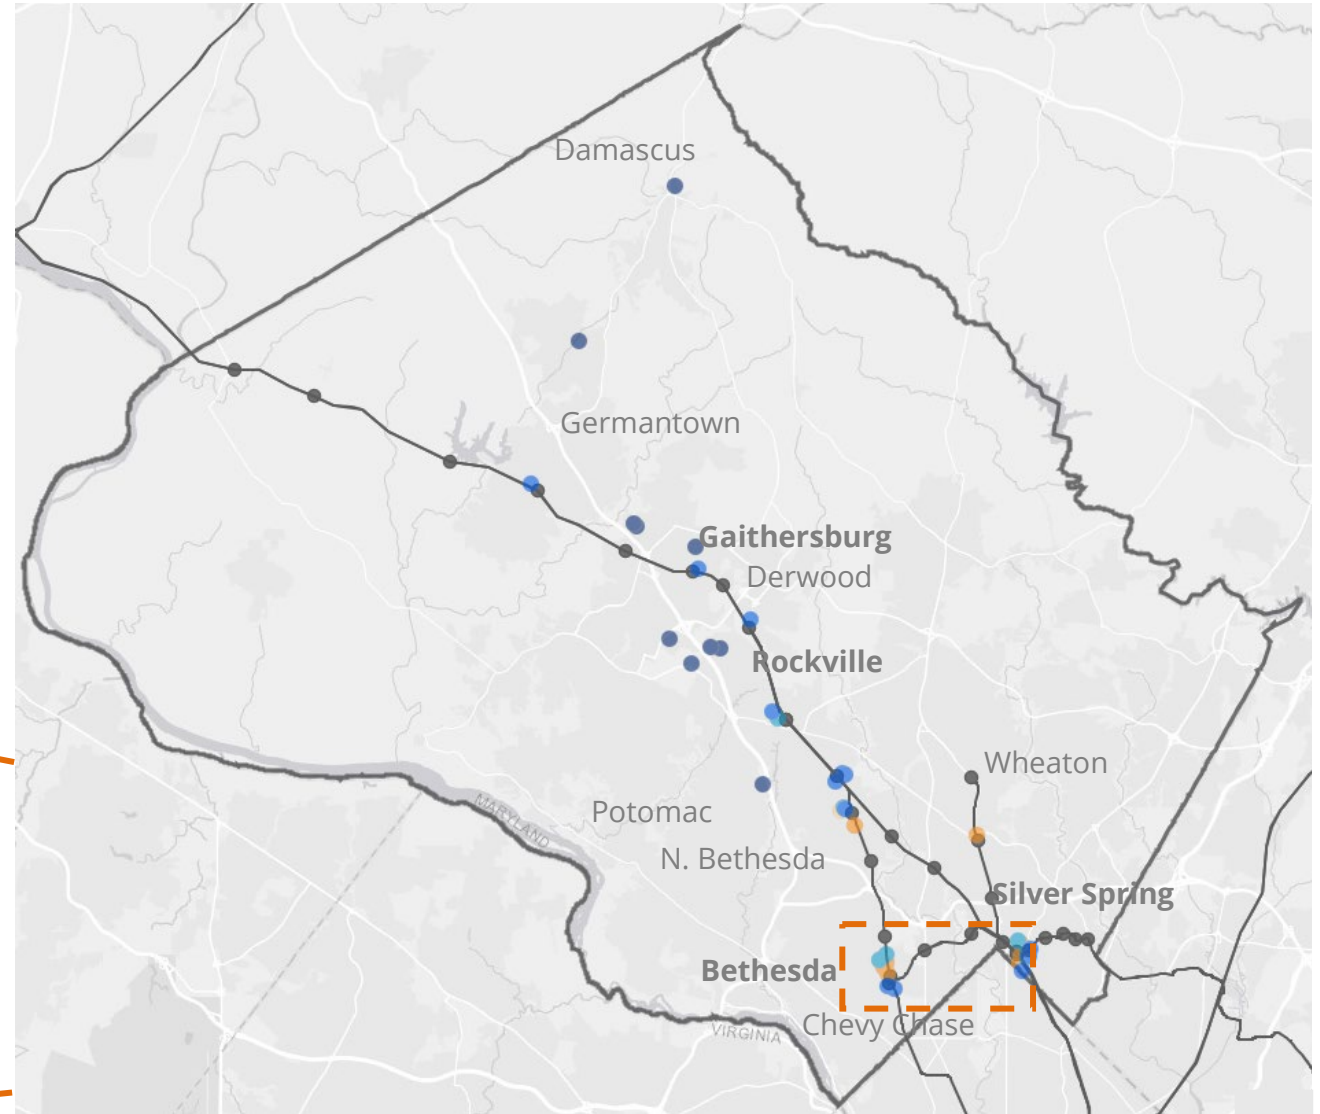 Damascus
Germantown
Gaithersburg
Derwood
Rockville
Wheaton
Potomac
MARYLAND
N. Bethesda
Silver Spring
Bethesda
Chevy Chase
VIRGINIA